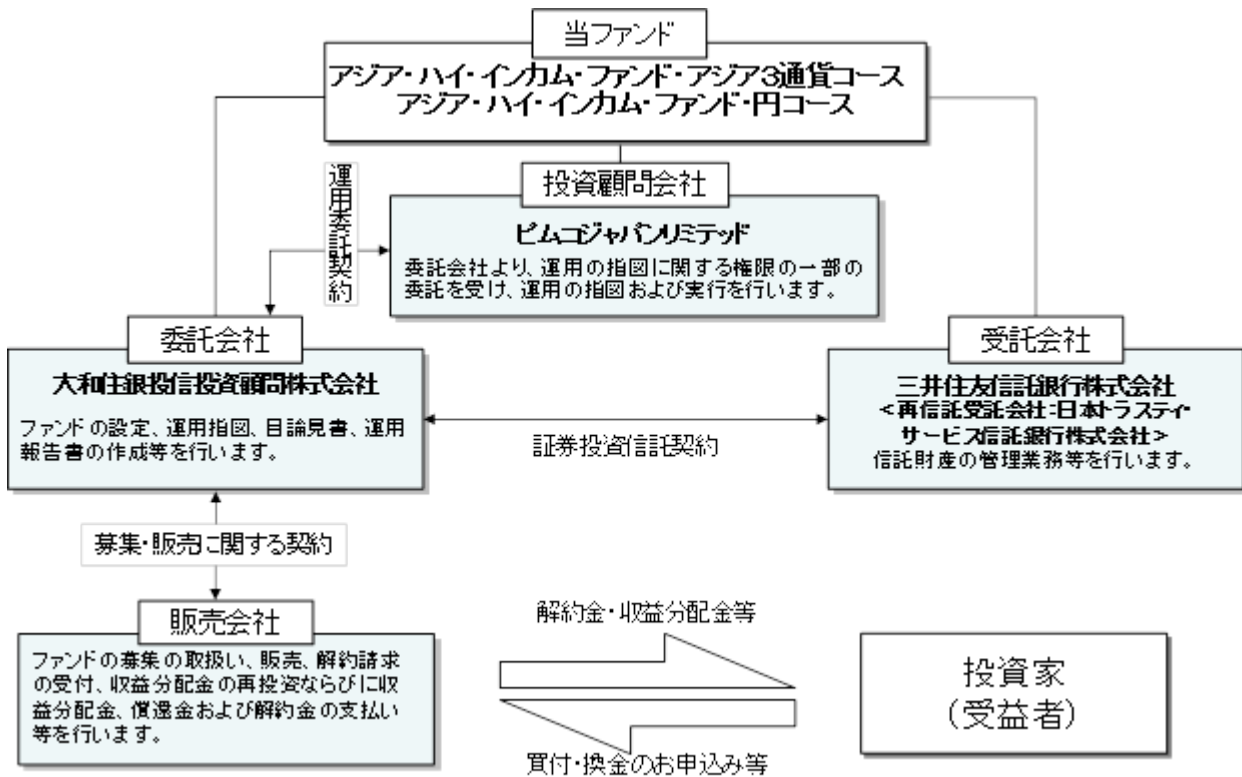 当ファンド
アジア・ハイ・インカム・ファンド・アジア3通貨コース
アジア・ハイ・インカム・ファンド・円コース
運用委託契約
投資顧問会社
ピムコジャパンリミテッド
委託会社より、運用の指図に関する権限の一部の
委託を受け、運用の指図および実行を行います。
委託会社
大和住銀投信投資顧問株式会社
ファンドの設定、運用指図、目論見書、運用
報告書の作成等を行います。
証券投資信託契約
受託会社
三井住友信託銀行株式会社
<再信託受託会社:日本トラスティ・
サービス信託銀行株式会社>
信託財産の管理業務等を行います。
募集・販売に関する契約
販売会社
ファンドの募集の取扱い、販売、解約請求
の受付、収益分配金の再投資ならびに収
益分配金、償還金および解約金の支払い
等を行います。
解約金・収益分配金等
買付・換金のお申込み等
投資家
(受益者)